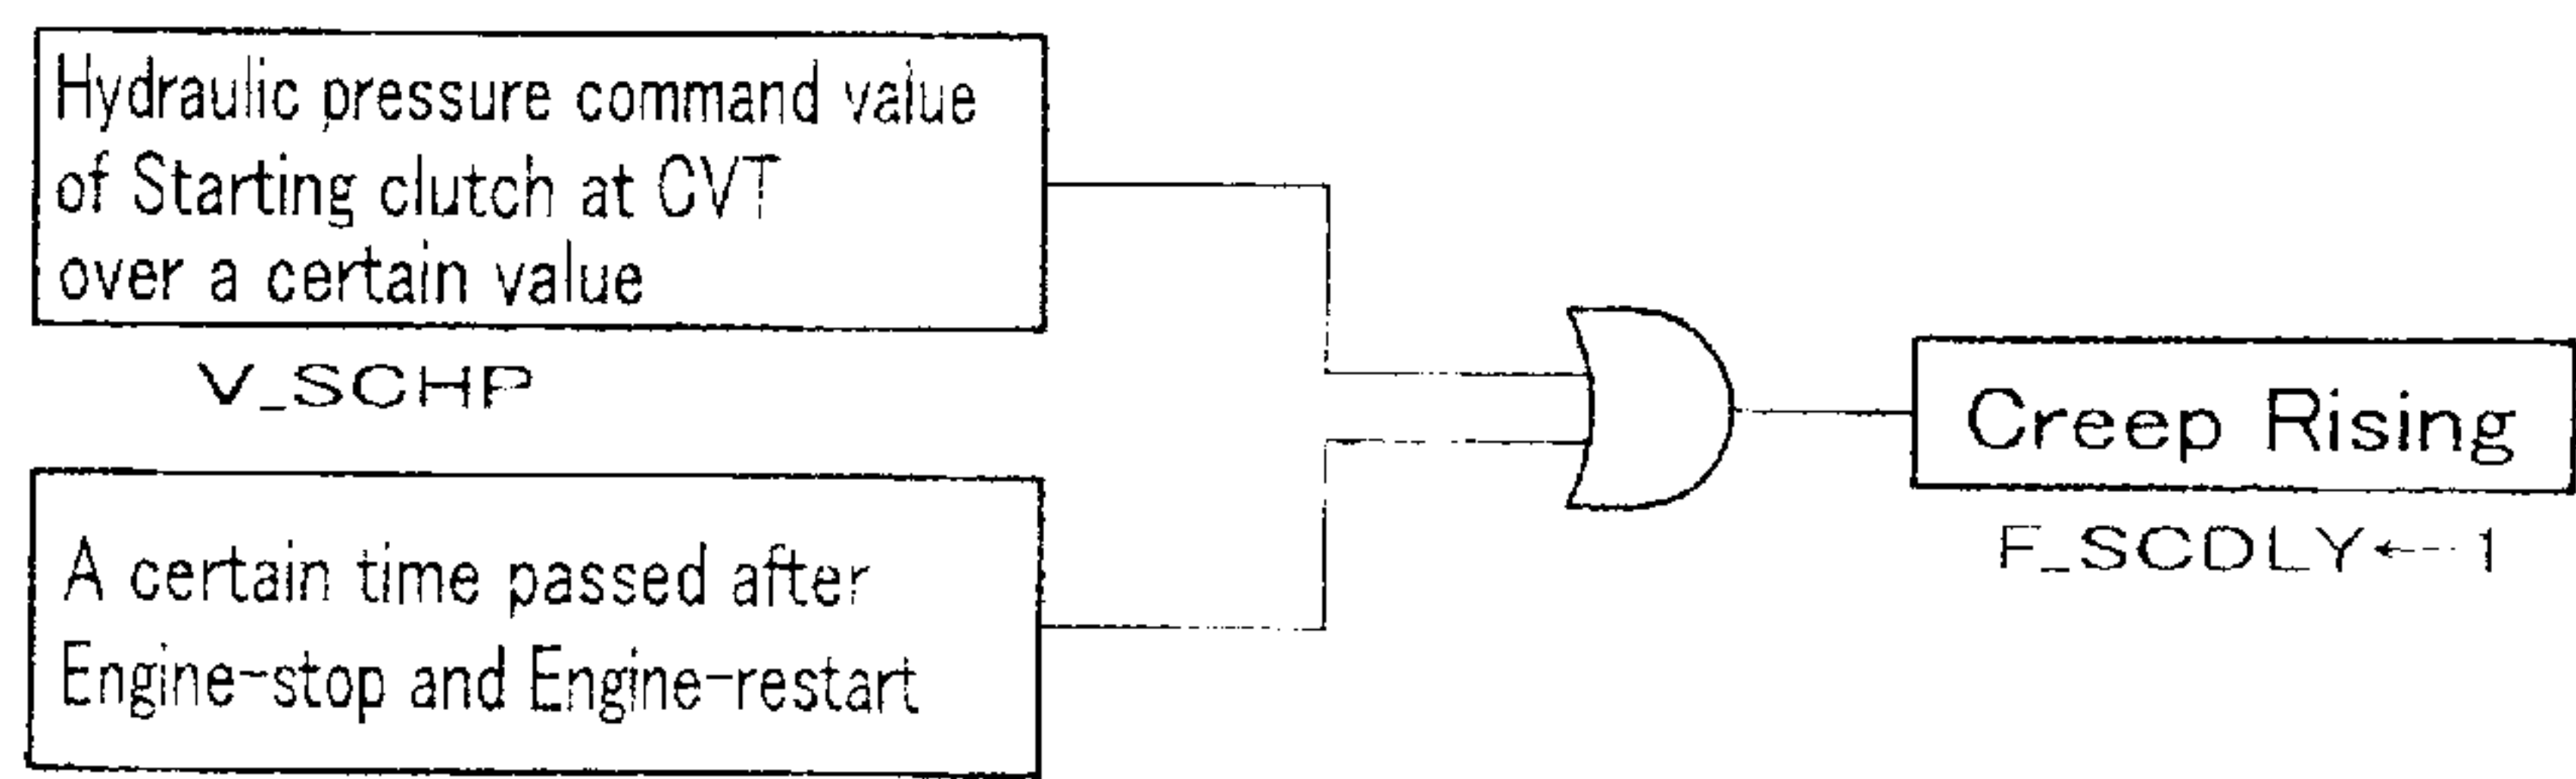 Hydraulic pressure command value
of Starting clutch at CVT
over a certain value
V_SCHP
A certain time passed after
Engine-stop and Engine-restart
Creep Rising
F_SCDLY←1